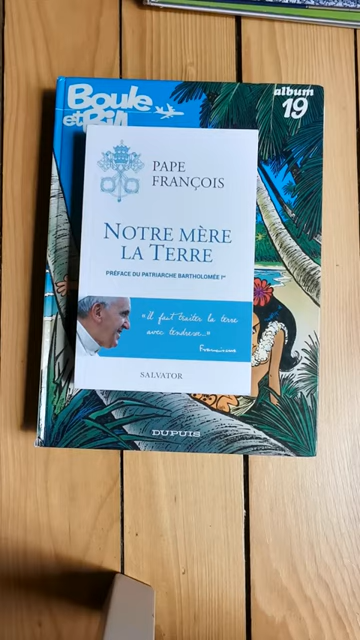 Boule
et Bill
album
19
PAPE
FRANÇOIS
NOTRE MÈRE
LA TERRE
PRÉFACE DU PATRIARCHE BARTHOLOMÉE Iᵉʳ
«Il faut traiter la terre
avec tendresse...»
Franciscus
SALVATOR
DUPUIS